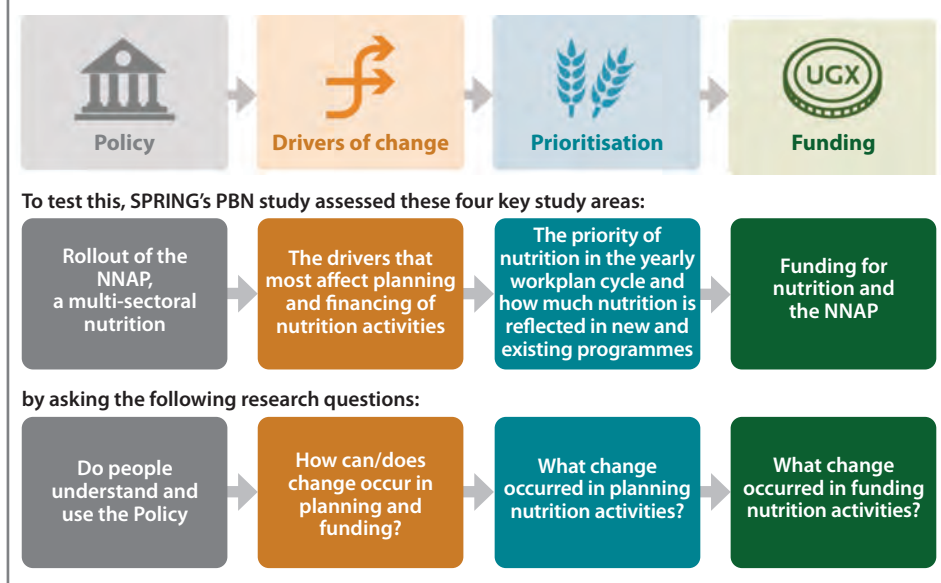 UGX
Policy
Drivers of change
Prioritisation
Funding
To test this, SPRING's PBN study assessed these four key study areas:
Rollout of the
NNAP,
a multi-sectoral
nutrition
The drivers that
most affect planning
and financing of
nutrition activities
The priority of
nutrition in the yearly
workplan cycle and
how much nutrition is
reflected in new and
existing programmes
Funding for
nutrition and
the NNAP
by asking the following research questions:
Do people
understand and
use the Policy
How can/does
change occur in
planning and
funding?
What change
occurred in planning
nutrition activities?
What change
occurred in funding
nutrition activities?